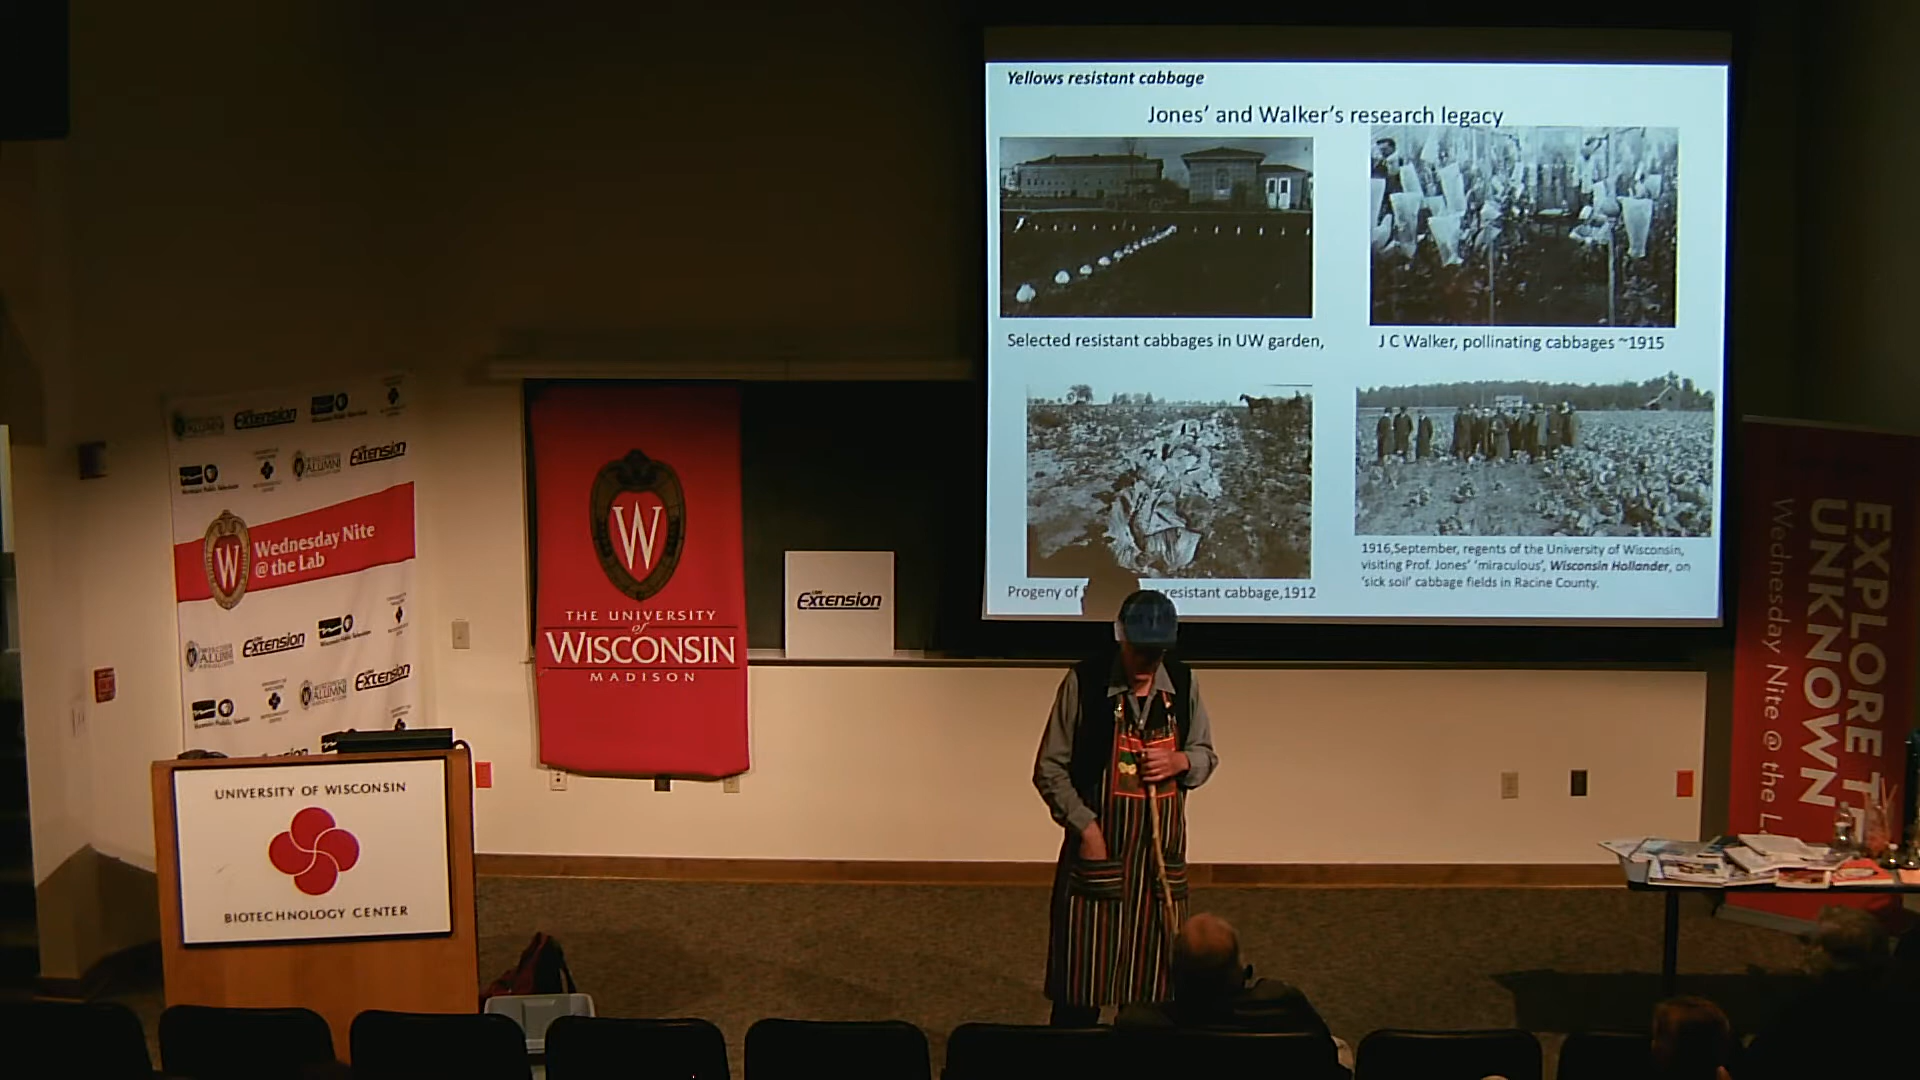 Yellows resistant cabbage
Jones’ and Walker’s research legacy
Selected resistant cabbages in UW garden,
J C Walker, pollinating cabbages ~1915
Progeny of
resistant cabbage,1912
1916,September, regents of the University of Wisconsin,
visiting Prof. Jones’ ‘miraculous’, Wisconsin Hollander, on
‘sick soil’ cabbage fields in Racine County.
Extension
Extension
W
Wednesday Nite
@ the Lab
ALUMNI
Extension
ALUMNI
Extension
W
THE UNIVERSITY
of
WISCONSIN
MADISON
Extension
UNIVERSITY OF WISCONSIN
BIOTECHNOLOGY CENTER
EXPLORE
UNKNOWN
Wednesday Nite @ the